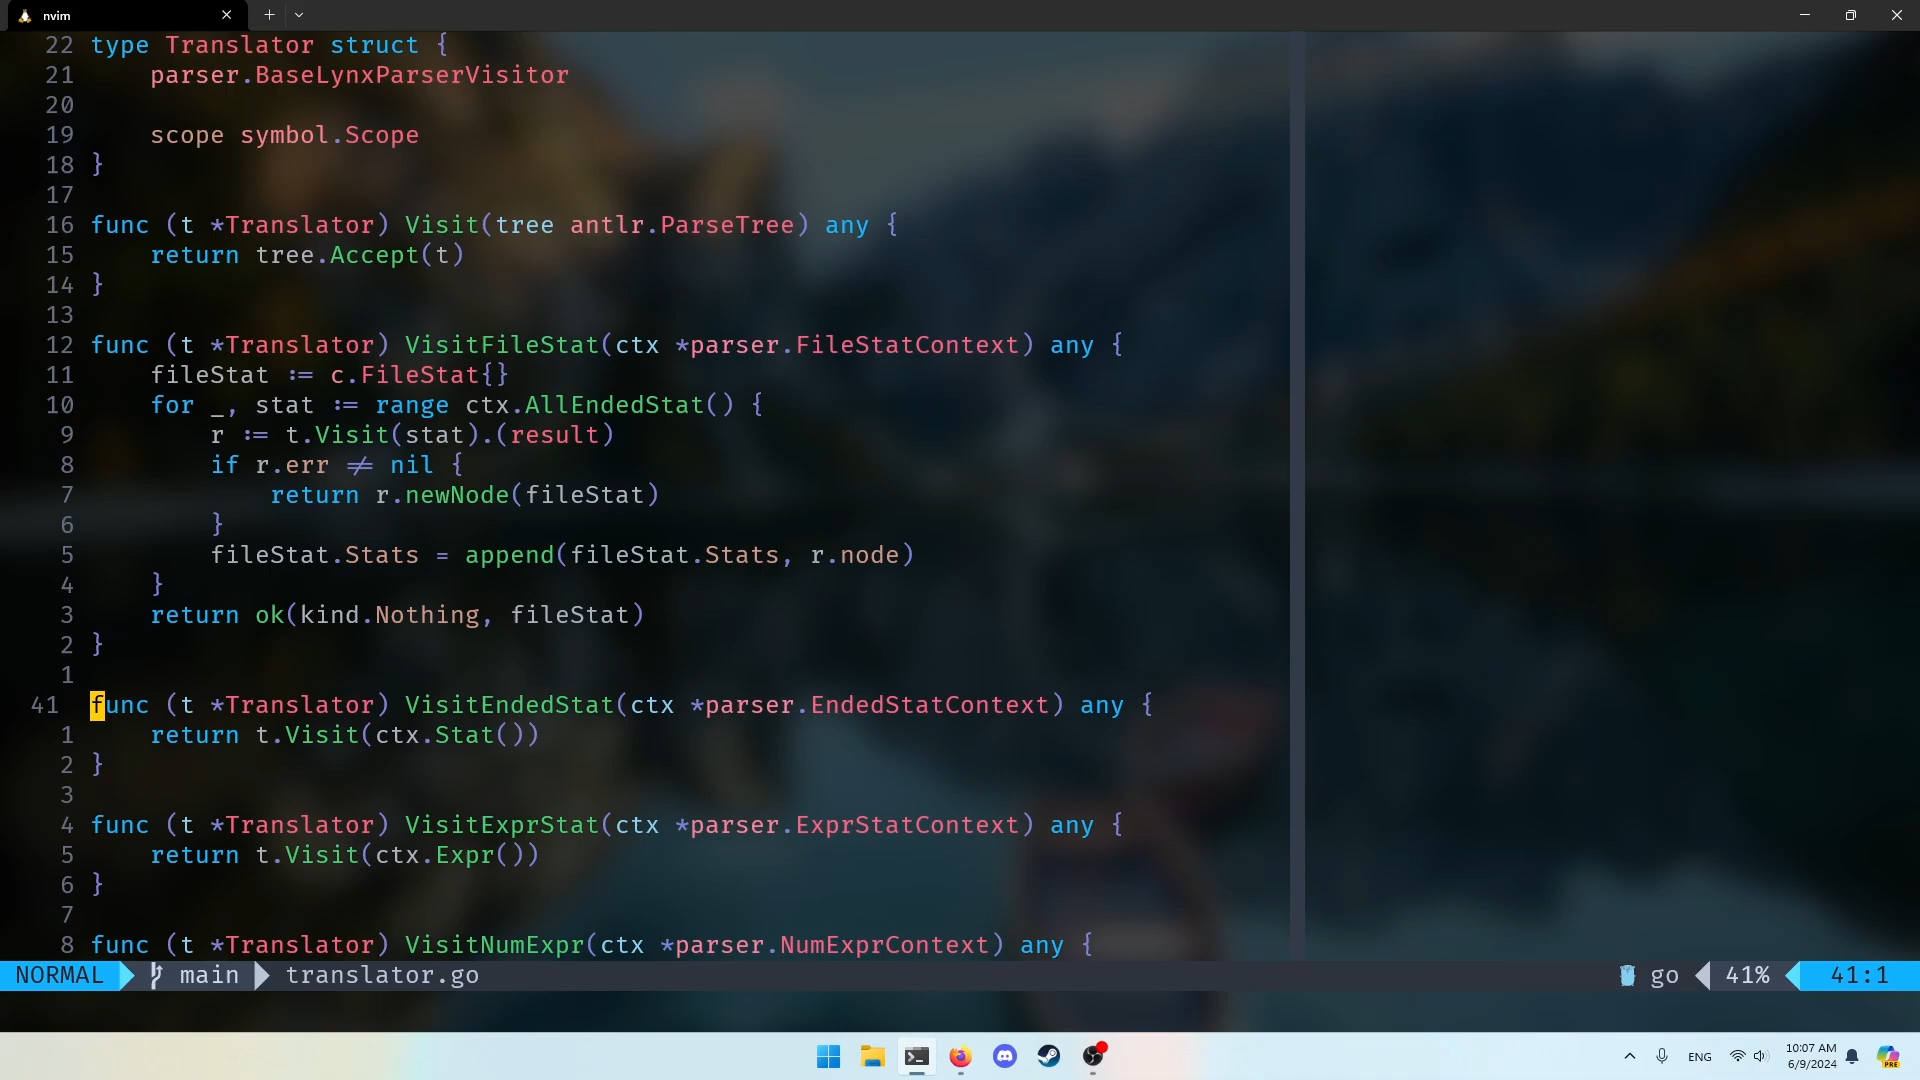 nvim
22 type Translator struct {
21 parser.BaseLynxParserVisitor
20
19 scope symbol.Scope
18 }
17
16 func (t *Translator) Visit(tree antlr.ParseTree) any {
15 return tree.Accept(t)
14 }
13
12 func (t *Translator) VisitFileStat(ctx *parser.FileStatContext) any {
11 fileStat := c.FileStat{}
10 for _, stat := range ctx.AllEndedStat() {
9 r := t.Visit(stat).(result)
8 if r.err != nil {
7 return r.newNode(fileStat)
6 }
5 fileStat.Stats = append(fileStat.Stats, r.node)
4 }
3 return ok(kind.Nothing, fileStat)
2 }
1
41 func (t *Translator) VisitEndedStat(ctx *parser.EndedStatContext) any {
1 return t.Visit(ctx.Stat())
2 }
3
4 func (t *Translator) VisitExprStat(ctx *parser.ExprStatContext) any {
5 return t.Visit(ctx.Expr())
6 }
7
8 func (t *Translator) VisitNumExpr(ctx *parser.NumExprContext) any {
NORMAL main translator.go go 41% 41:1
ENG 10:07 AM
6/9/2024
PRE